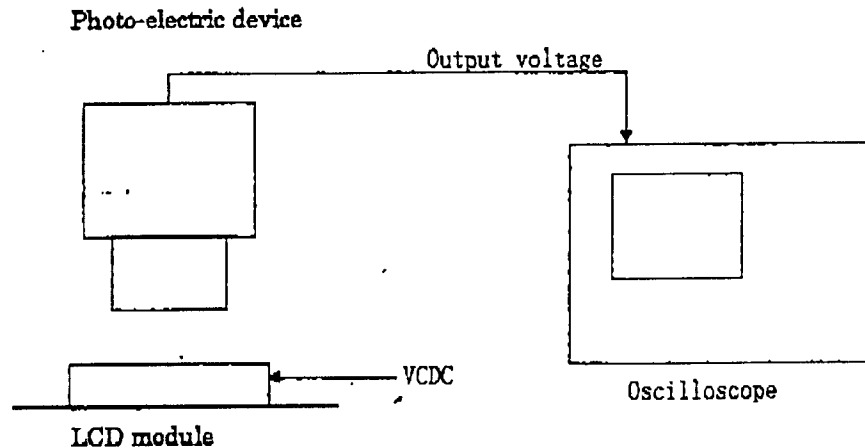 Photo-electric device
Output voltage
VCDC
Oscilloscope
LCD module